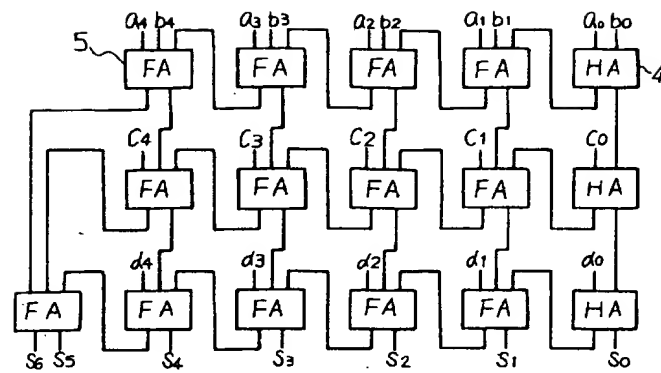 a4 b4 a3 b3 a2 b2 a1 b1 a0 b0
5 FA FA FA FA HA 4
C4 C3 C2 C1 C0
FA FA FA FA HA
d4 d3 d2 d1 d0
FA FA FA FA FA HA
S6 S5 S4 S3 S2 S1 S0